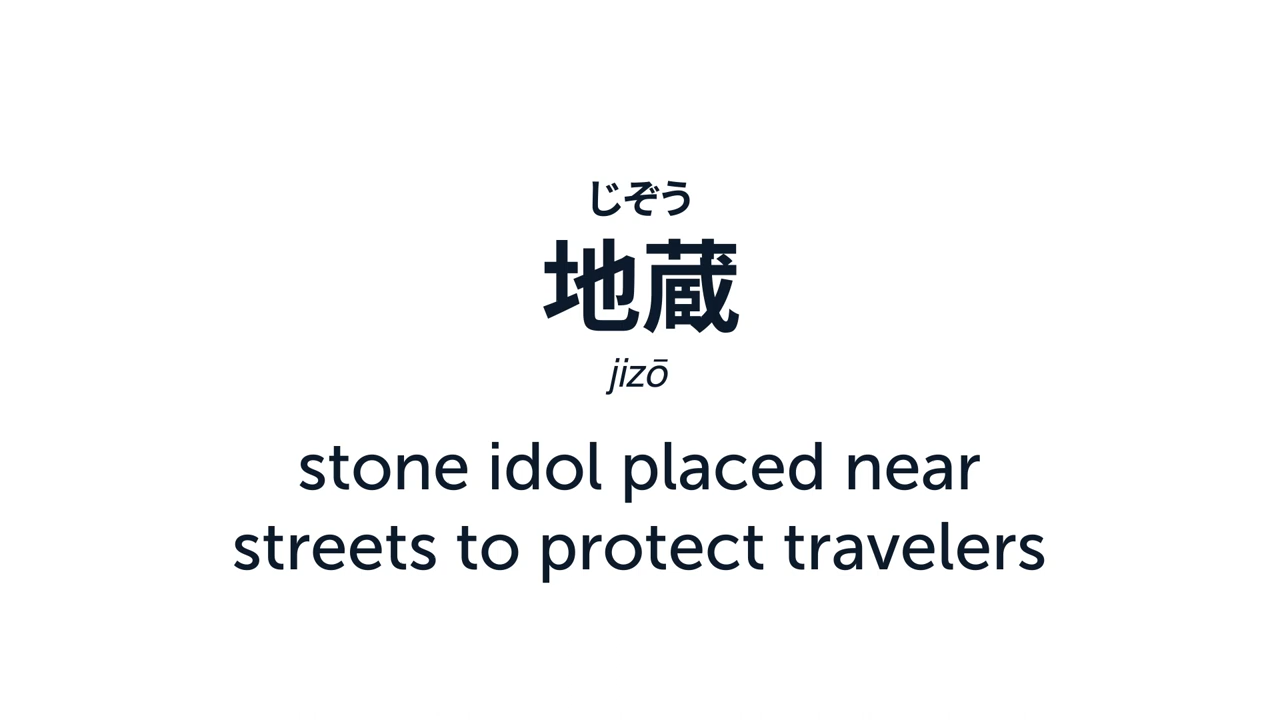 じぞう
地蔵
jizō
stone idol placed near
streets to protect travelers